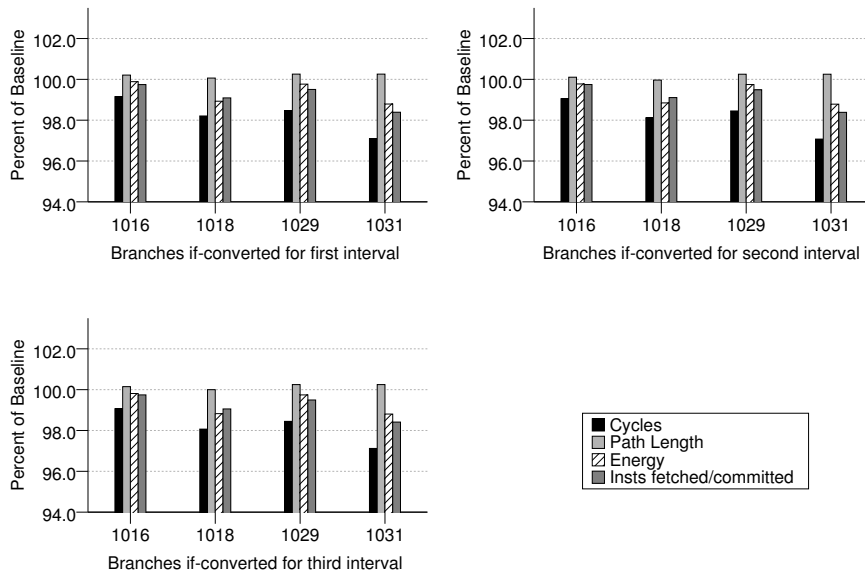 Percent of Baseline
102.0
100.0
98.0
96.0
94.0
1016 1018 1029 1031
Branches if-converted for first interval
Percent of Baseline
102.0
100.0
98.0
96.0
94.0
1016 1018 1029 1031
Branches if-converted for second interval
Percent of Baseline
102.0
100.0
98.0
96.0
94.0
1016 1018 1029 1031
Branches if-converted for third interval
Cycles
Path Length
Energy
Insts fetched/committed